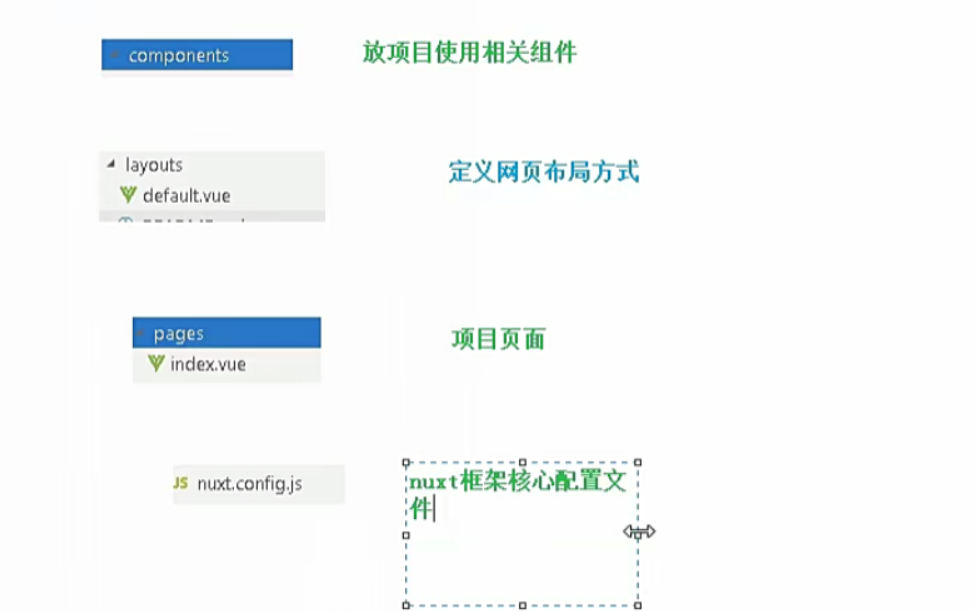 components
放项目使用相关组件
layouts
定义网页布局方式
default.vue
pages
项目页面
index.vue
JS nuxt.config.js
nuxt框架核心配置文
件